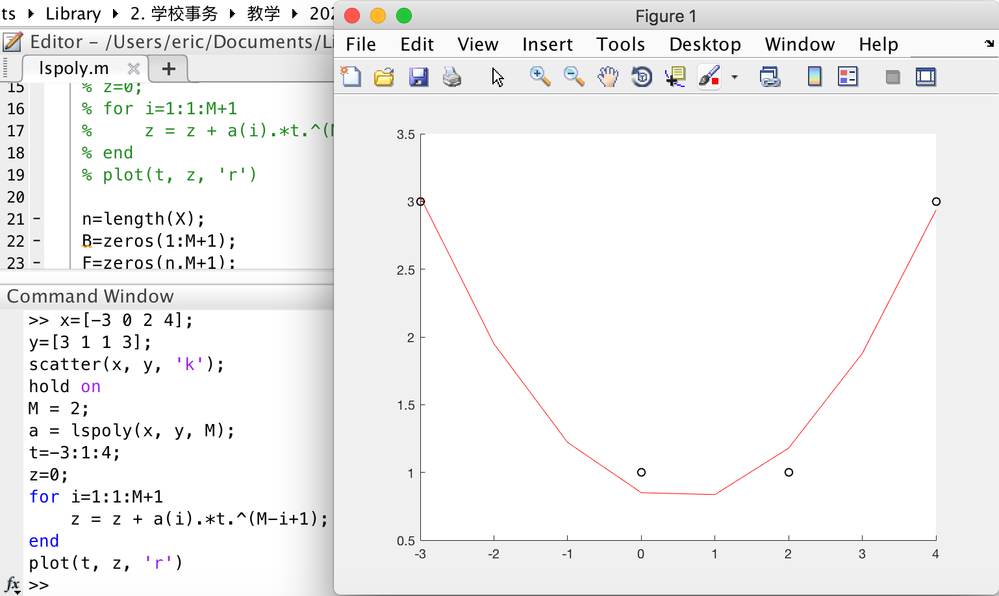 ts ▸ Library ▸ 2. 学校事务 ▸ 教学 ▸ 202
Editor – /Users/eric/Documents/Li
lspoly.m
15 % z=0;
16 % for i=1:1:M+1
17 %     z = z + a(i).*t.^(M
18 % end
19 % plot(t, z, 'r')
20
21 – n=length(X);
22 – B=zeros(1:M+1);
23 – F=zeros(n,M+1);
Command Window
>> x=[-3 0 2 4];
y=[3 1 1 3];
scatter(x, y, 'k');
hold on
M = 2;
a = lspoly(x, y, M);
t=-3:1:4;
z=0;
for i=1:1:M+1
    z = z + a(i).*t.^(M-i+1);
end
plot(t, z, 'r')
fx >>
Figure 1
File Edit View Insert Tools Desktop Window Help
3.5
3
2.5
2
1.5
1
0.5
-3 -2 -1 0 1 2 3 4